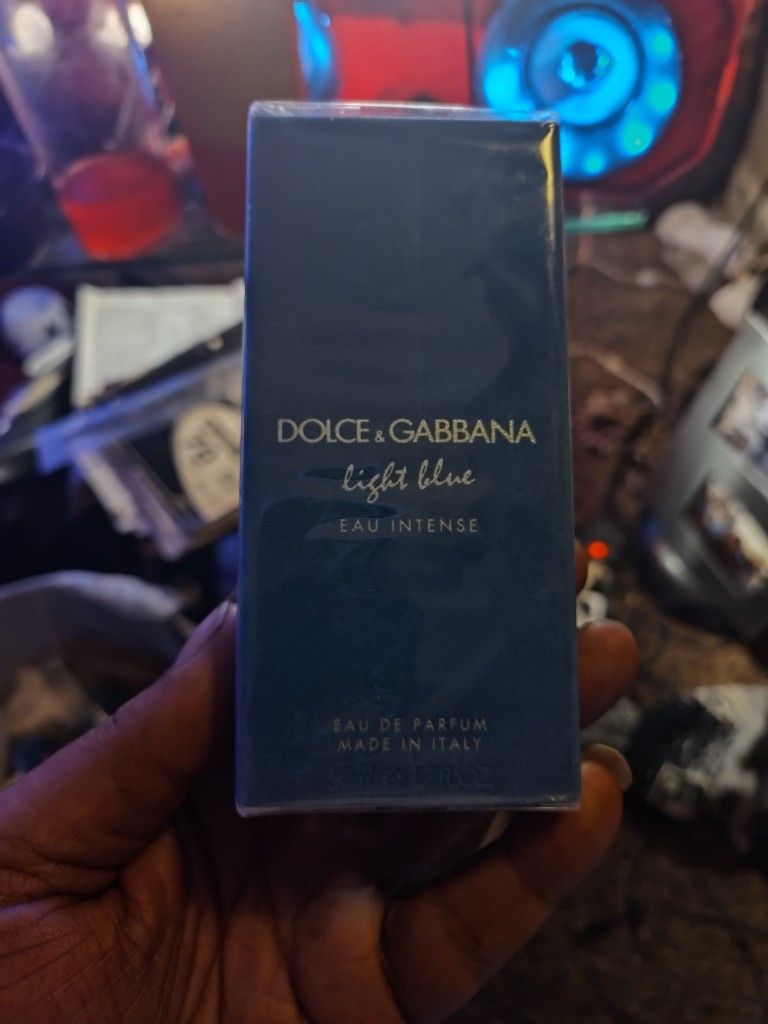 DOLCE & GABBANA
light blue
EAU INTENSE
EAU DE PARFUM
MADE IN ITALY